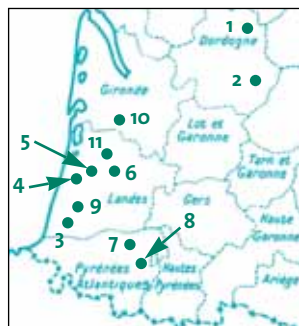 1
Dordogne
2
Gironde
10
Lot et
Garonne
11
5
6
Tarn et
Garonne
4
Landes
Gers
9
8
Haute
Garonne
3
7
Pyrénées
Atlantiques
Hautes
Pyrénées
Ariège